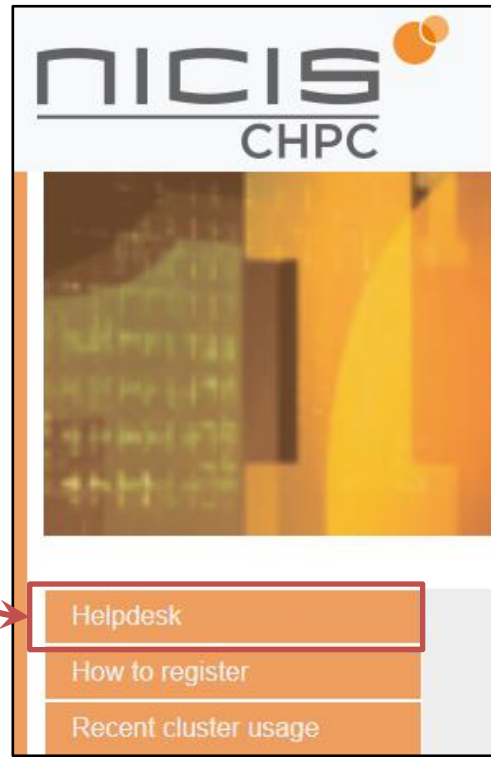 NICIS
CHPC
Helpdesk
How to register
Recent cluster usage